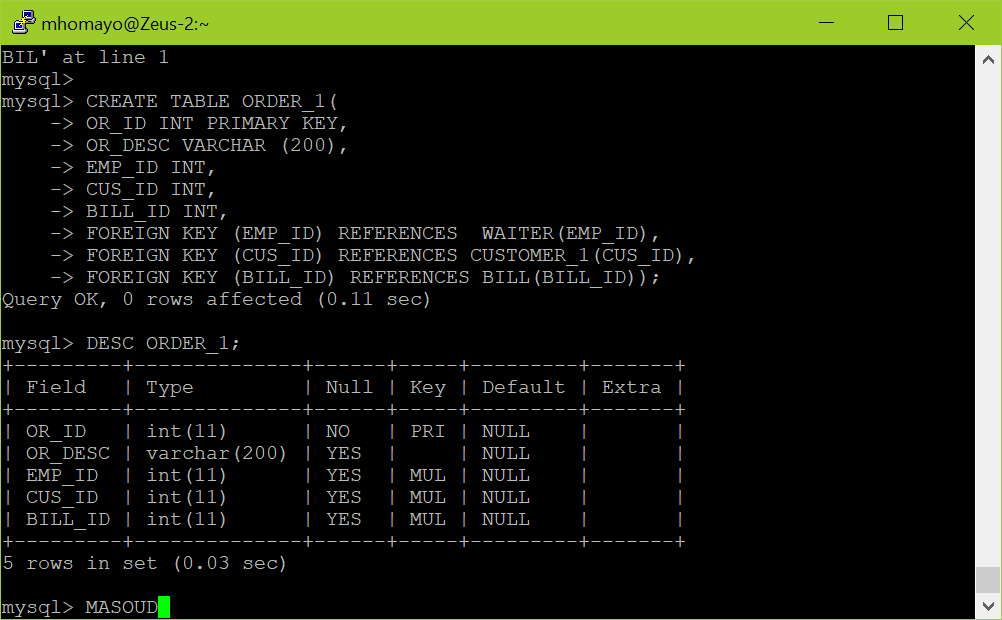 mhomayo@Zeus-2:~
BIL' at line 1
mysql>
mysql> CREATE TABLE ORDER_1(
    -> OR_ID INT PRIMARY KEY,
    -> OR_DESC VARCHAR (200),
    -> EMP_ID INT,
    -> CUS_ID INT,
    -> BILL_ID INT,
    -> FOREIGN KEY (EMP_ID) REFERENCES  WAITER(EMP_ID),
    -> FOREIGN KEY (CUS_ID) REFERENCES CUSTOMER_1(CUS_ID),
    -> FOREIGN KEY (BILL_ID) REFERENCES BILL(BILL_ID));
Query OK, 0 rows affected (0.11 sec)

mysql> DESC ORDER_1;
+---------+--------------+------+-----+---------+-------+
| Field   | Type         | Null | Key | Default | Extra |
+---------+--------------+------+-----+---------+-------+
| OR_ID   | int(11)      | NO   | PRI | NULL    |       |
| OR_DESC | varchar(200) | YES  |     | NULL    |       |
| EMP_ID  | int(11)      | YES  | MUL | NULL    |       |
| CUS_ID  | int(11)      | YES  | MUL | NULL    |       |
| BILL_ID | int(11)      | YES  | MUL | NULL    |       |
+---------+--------------+------+-----+---------+-------+
5 rows in set (0.03 sec)

mysql> MASOUD